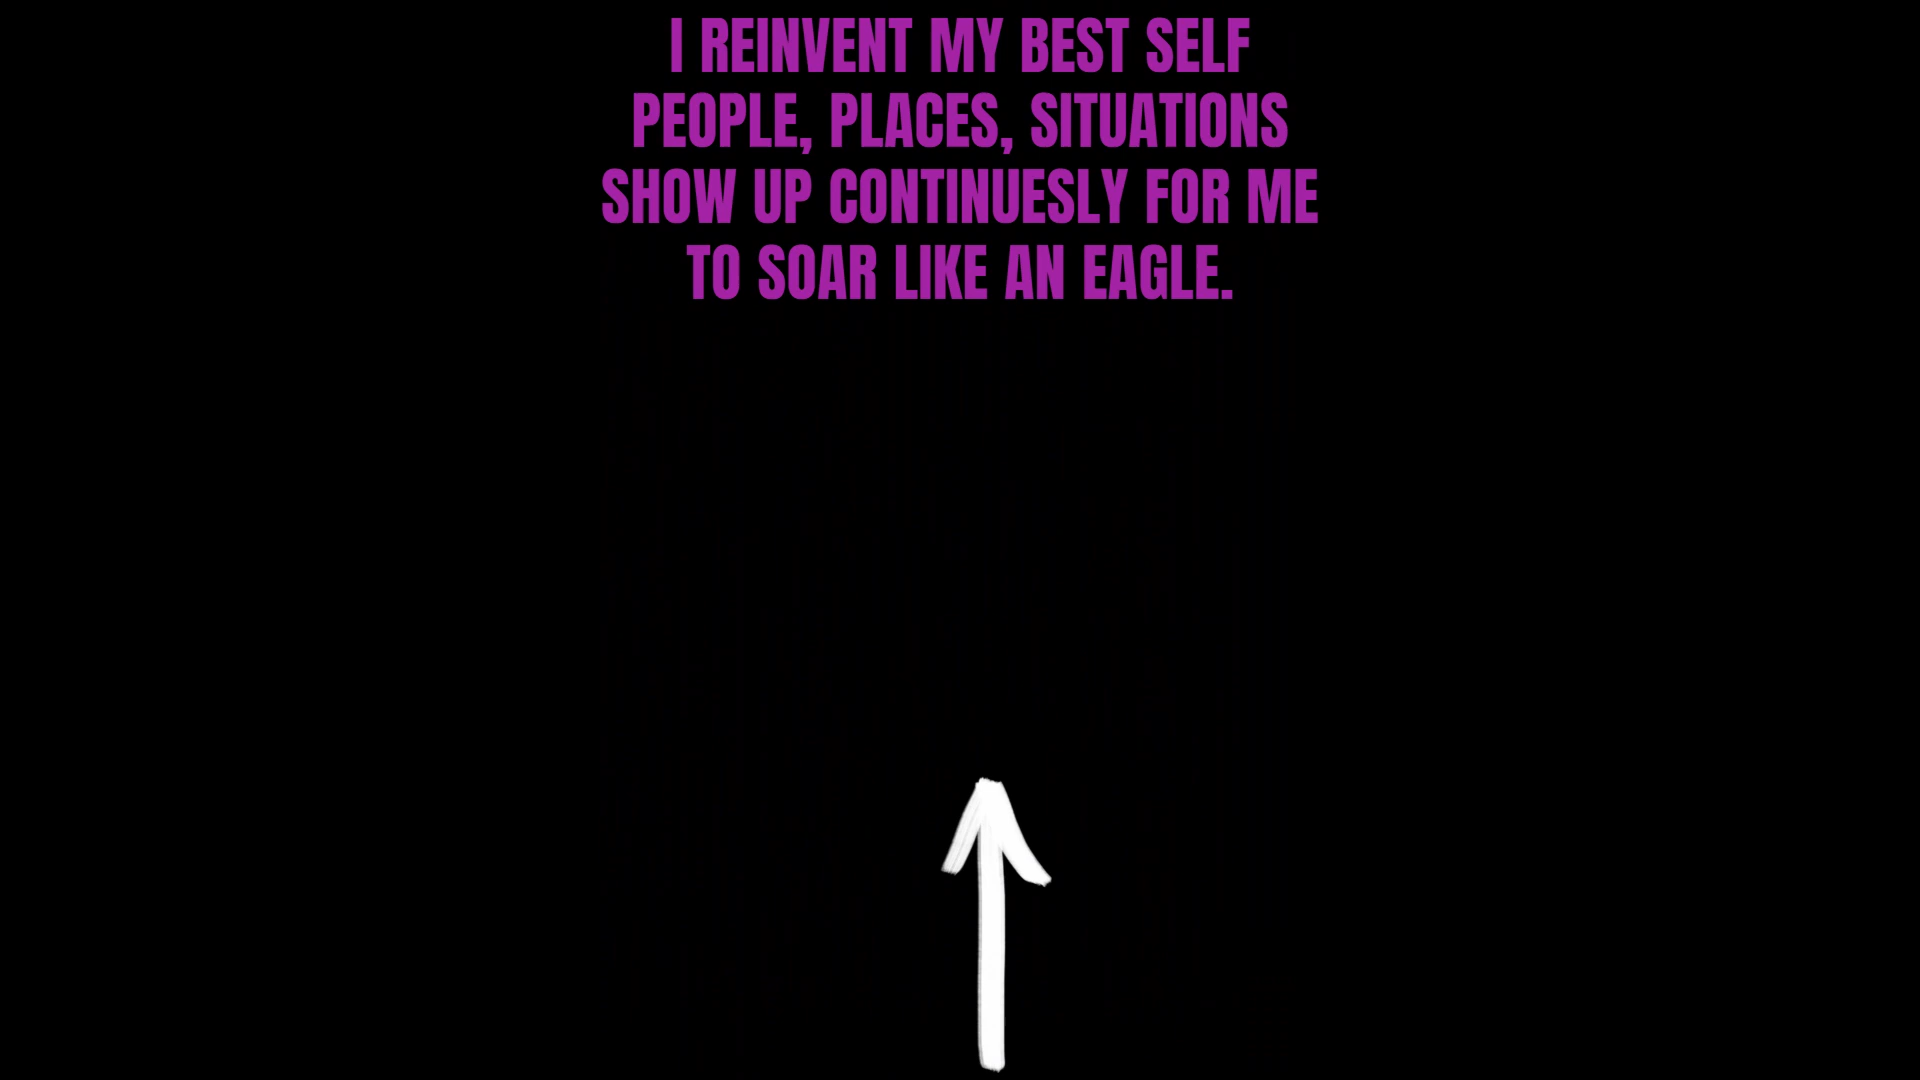 I REINVENT MY BEST SELF
PEOPLE, PLACES, SITUATIONS
SHOW UP CONTINUESLY FOR ME
TO SOAR LIKE AN EAGLE.